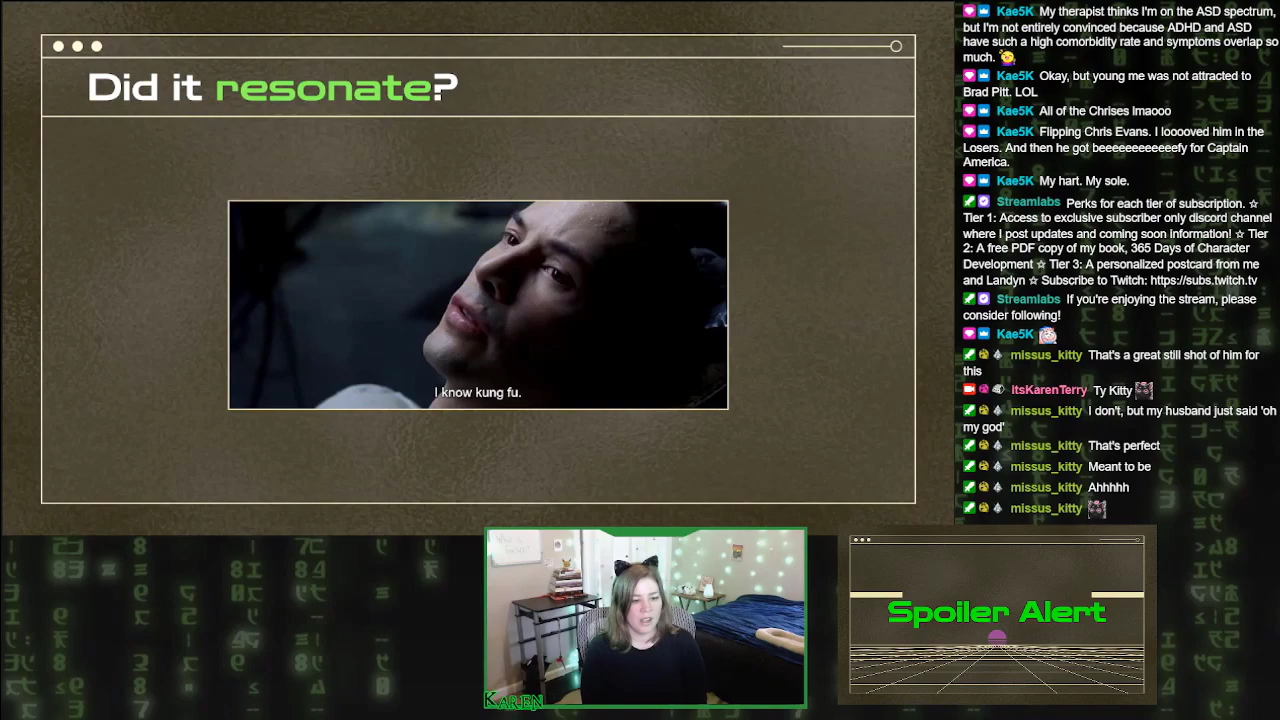 Did it resonate?
I know kung fu.
Kae5K My therapist thinks I'm on the ASD spectrum,
but I'm not entirely convinced because ADHD and ASD
have such a high comorbidity rate and symptoms overlap so
much.
Kae5K Okay, but young me was not attracted to
Brad Pitt. LOL
Kae5K All of the Chrises lmaooo
Kae5K Flipping Chris Evans. I looooved him in the
Losers. And then he got beeeeeeeeeeeefy for Captain
America.
Kae5K My hart. My sole.
Streamlabs Perks for each tier of subscription. ☆
Tier 1: Access to exclusive subscriber only discord channel
where I post updates and coming soon information! ☆ Tier
2: A free PDF copy of my book, 365 Days of Character
Development ☆ Tier 3: A personalized postcard from me
and Landyn ☆ Subscribe to Twitch: https://subs.twitch.tv
Streamlabs If you're enjoying the stream, please
consider following!
Kae5K
missus_kitty That's a great still shot of him for
this
itsKarenTerry Ty Kitty
missus_kitty I don't, but my husband just said 'oh
my god'
missus_kitty That's perfect
missus_kitty Meant to be
missus_kitty Ahhhhh
missus_kitty
KAREN
Spoiler Alert